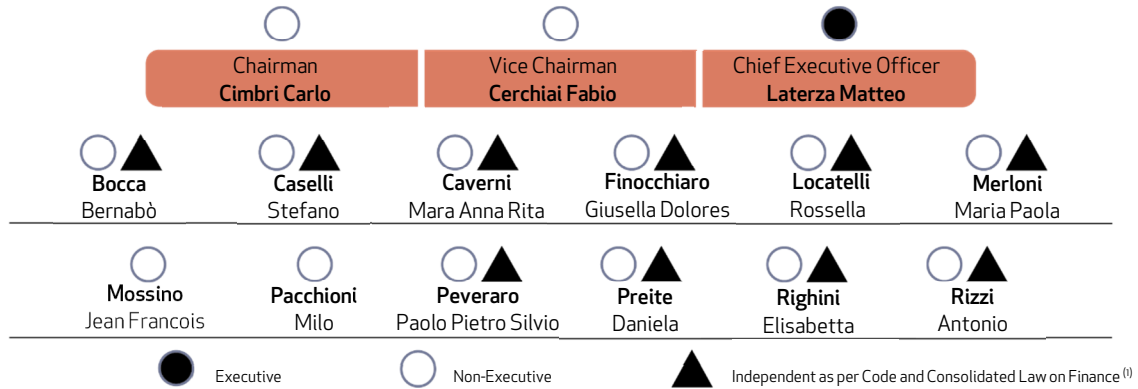 Chairman
Cimbri Carlo
Vice Chairman
Cerchiai Fabio
Chief Executive Officer
Laterza Matteo
Bocca
Bernabò
Caselli
Stefano
Caverni
Mara Anna Rita
Finocchiaro
Giusella Dolores
Locatelli
Rossella
Merloni
Maria Paola
Mossino
Jean Francois
Pacchioni
Milo
Peveraro
Paolo Pietro Silvio
Preite
Daniela
Righini
Elisabetta
Rizzi
Antonio
Executive
Non-Executive
Independent as per Code and Consolidated Law on Finance (1)